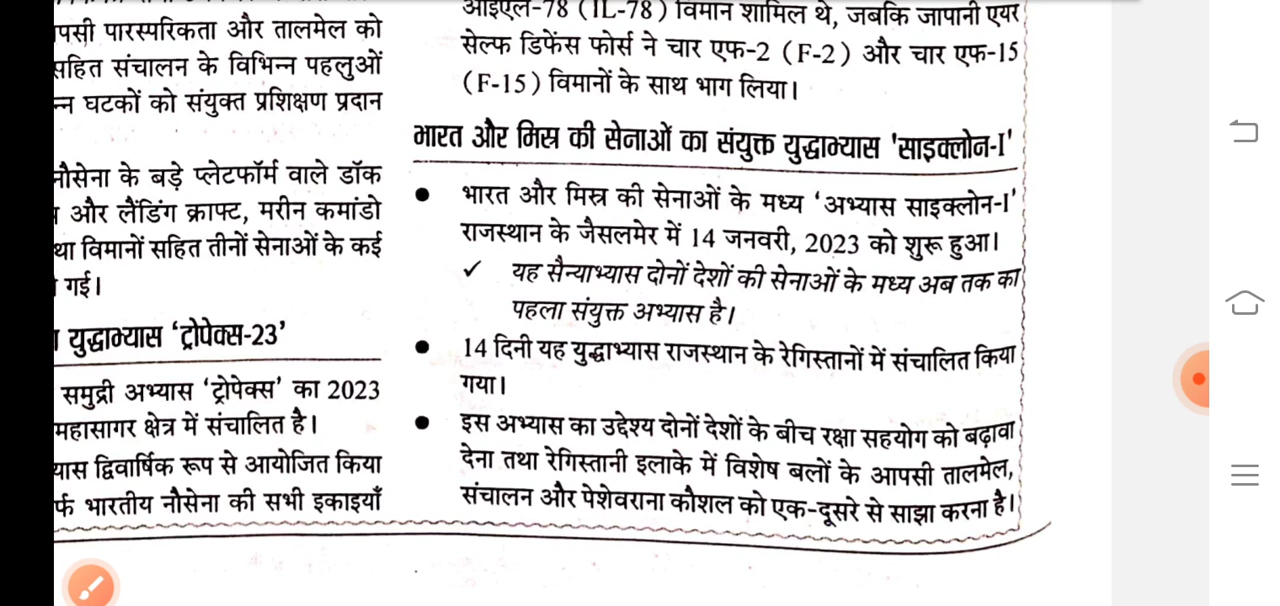 पसी पारस्परिकता और तालमेल को
सहित संचालन के विभिन्न पहलुओं
न्न घटकों को संयुक्त प्रशिक्षण प्रदान
नौसेना के बड़े प्लेटफॉर्म वाले डॉक
और लैंडिंग क्राफ्ट, मरीन कमांडो
था विमानों सहित तीनों सेनाओं के कई
गई।
युद्धाभ्यास ‘ट्रोपेक्स-23’
समुद्री अभ्यास ‘ट्रोपेक्स’ का 2023
महासागर क्षेत्र में संचालित है।
यास द्विवार्षिक रूप से आयोजित किया
र्फ भारतीय नौसेना की सभी इकाइयाँ
आइएल-78 (IL-78) विमान शामिल थे, जबकि जापानी एयर
सेल्फ डिफेंस फोर्स ने चार एफ-2 (F-2) और चार एफ-15
(F-15) विमानों के साथ भाग लिया।
भारत और मिस्र की सेनाओं का संयुक्त युद्धाभ्यास 'साइक्लोन-I'
● भारत और मिस्र की सेनाओं के मध्य ‘अभ्यास साइक्लोन-I’
राजस्थान के जैसलमेर में 14 जनवरी, 2023 को शुरू हुआ।
✓ यह सैन्याभ्यास दोनों देशों की सेनाओं के मध्य अब तक का
पहला संयुक्त अभ्यास है।
● 14 दिनी यह युद्धाभ्यास राजस्थान के रेगिस्तानों में संचालित किया
गया।
● इस अभ्यास का उद्देश्य दोनों देशों के बीच रक्षा सहयोग को बढ़ावा
देना तथा रेगिस्तानी इलाके में विशेष बलों के आपसी तालमेल,
संचालन और पेशेवराना कौशल को एक-दूसरे से साझा करना है।